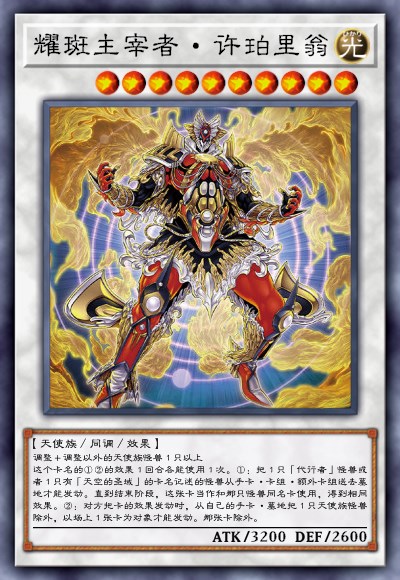 耀斑主宰者·许珀里翁
光
【天使族/同调/效果】
调整+调整以外的天使族怪兽1只以上
这个卡名的①②的效果1回合各能使用1次。①:把1只「代行者」怪兽或
者1只有「天空的圣域」的卡名记述的怪兽从手卡·卡组·额外卡组送去墓
地才能发动。直到结束阶段,这张卡当作和那只怪兽同名卡使用,得到相同
效果。②:对方把卡的效果发动时,从自己的手卡·墓地把1只天使族怪兽
除外,以场上1张卡为对象才能发动。那张卡除外。
ATK/3200 DEF/2600